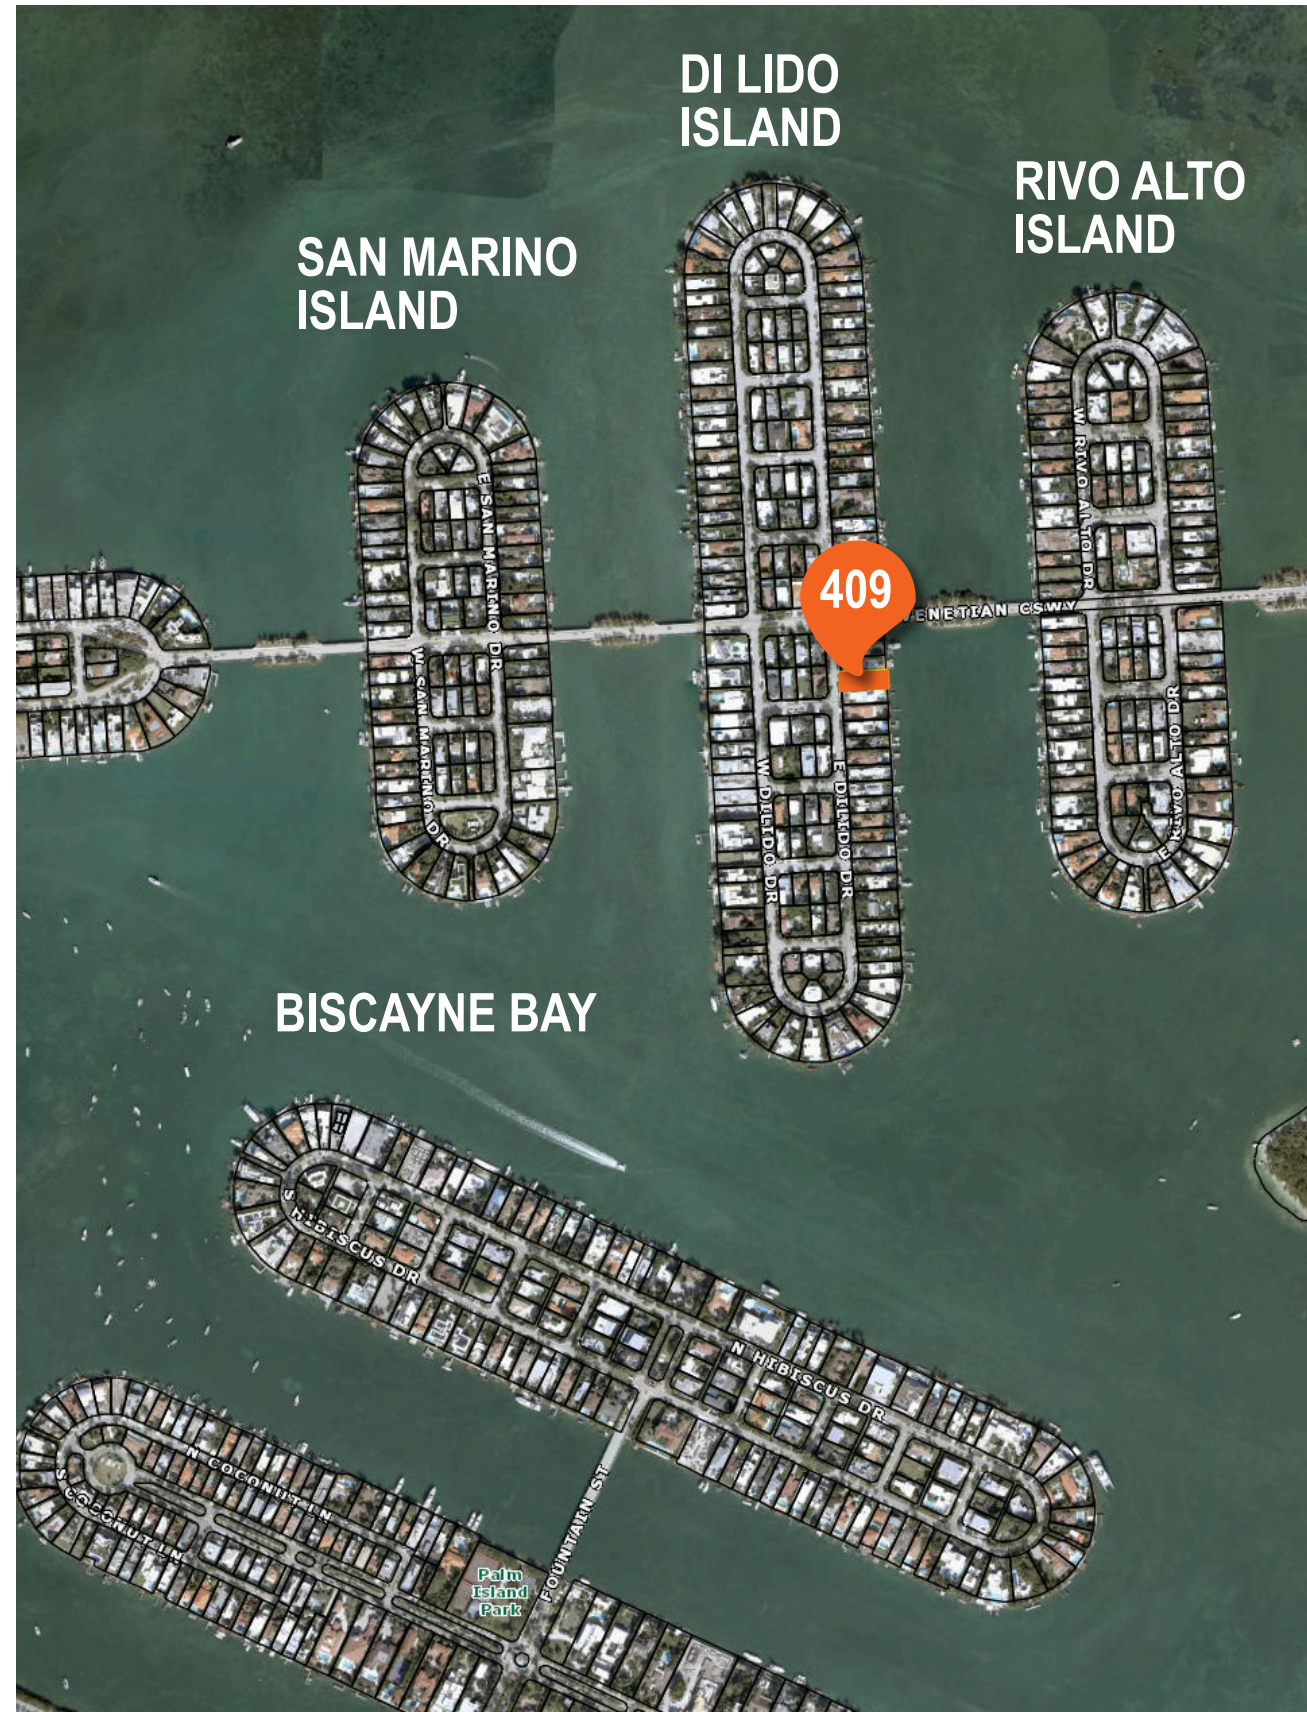 DI LIDO
ISLAND
RIVO ALTO
ISLAND
SAN MARINO
ISLAND
W RIVO ALTO DR
E SAN MARINO DR
409
VENETIAN CSWY
W SAN MARINO DR
E RIVO ALTO DR
W DILIDO DR
E DILIDO DR
BISCAYNE BAY
S HIBISCUS DR
N HIBISCUS DR
N COCONUT LN
S COCONUT LN
FOUNTAIN ST
Palm
Island
Park